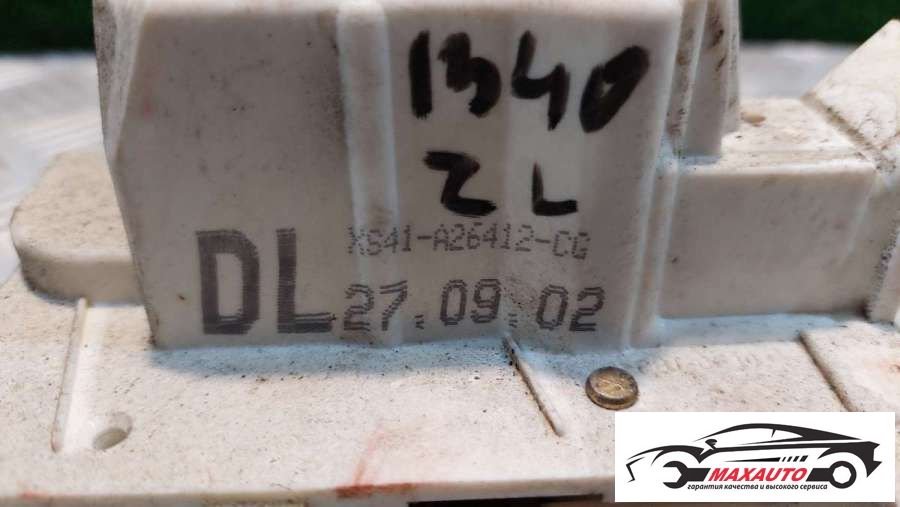 1340
ZL
XS41-A26412-CG
DL 27.09.02
MAXAUTO
гарантия качества и высокого сервиса